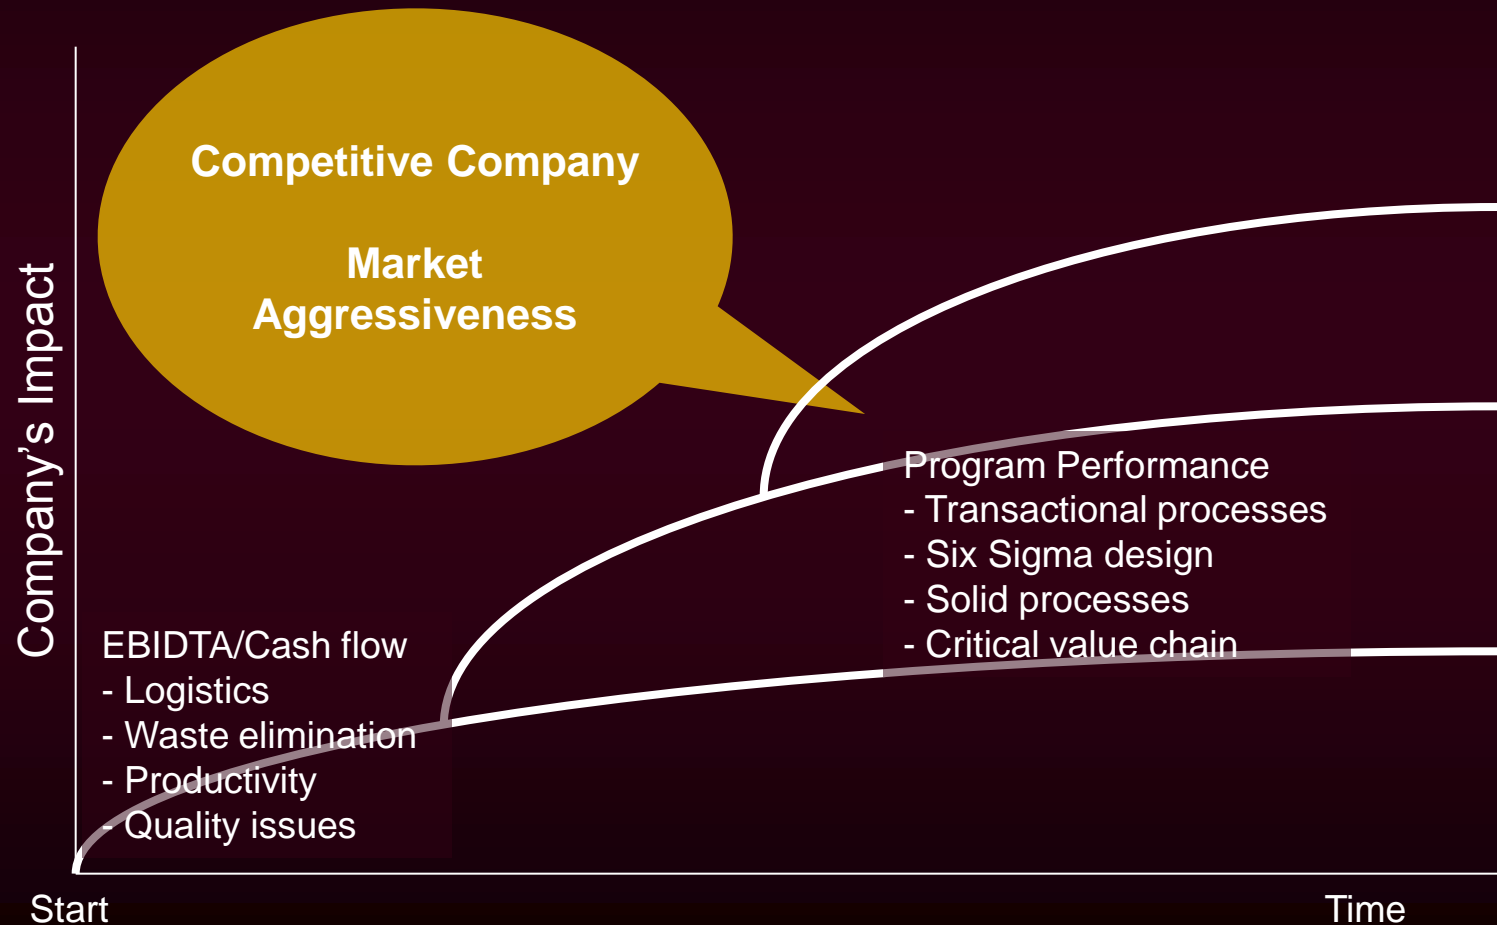 Competitive Company
Market
Aggressiveness
Company’s Impact
Program Performance
- Transactional processes
- Six Sigma design
- Solid processes
- Critical value chain
EBIDTA/Cash flow
- Logistics
- Waste elimination
- Productivity
- Quality issues
Start
Time